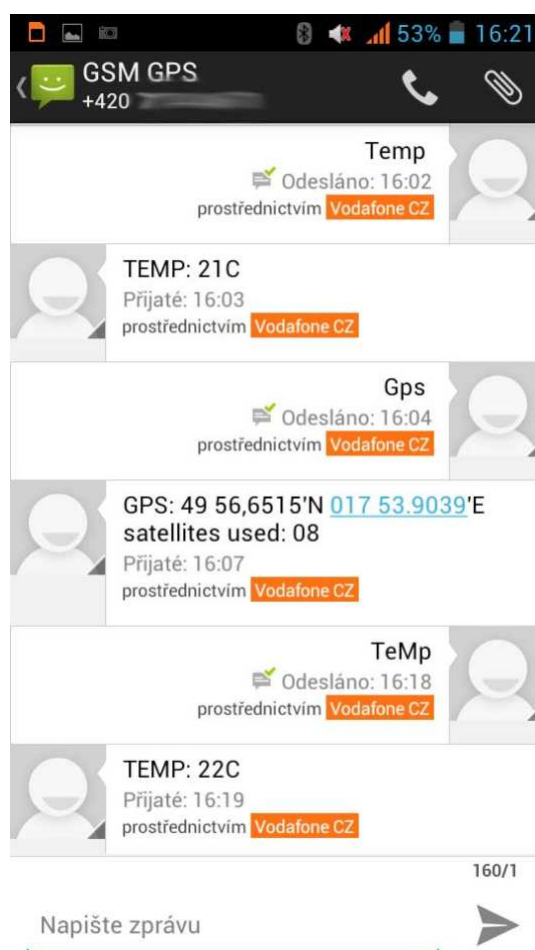 53% 16:21
GSM GPS
+420
Temp
Odesláno: 16:02
prostřednictvím Vodafone CZ
TEMP: 21C
Přijaté: 16:03
prostřednictvím Vodafone CZ
Gps
Odesláno: 16:04
prostřednictvím Vodafone CZ
GPS: 49 56,6515'N 017 53.9039'E
satellites used: 08
Přijaté: 16:07
prostřednictvím Vodafone CZ
TeMp
Odesláno: 16:18
prostřednictvím Vodafone CZ
TEMP: 22C
Přijaté: 16:19
prostřednictvím Vodafone CZ
160/1
Napište zprávu